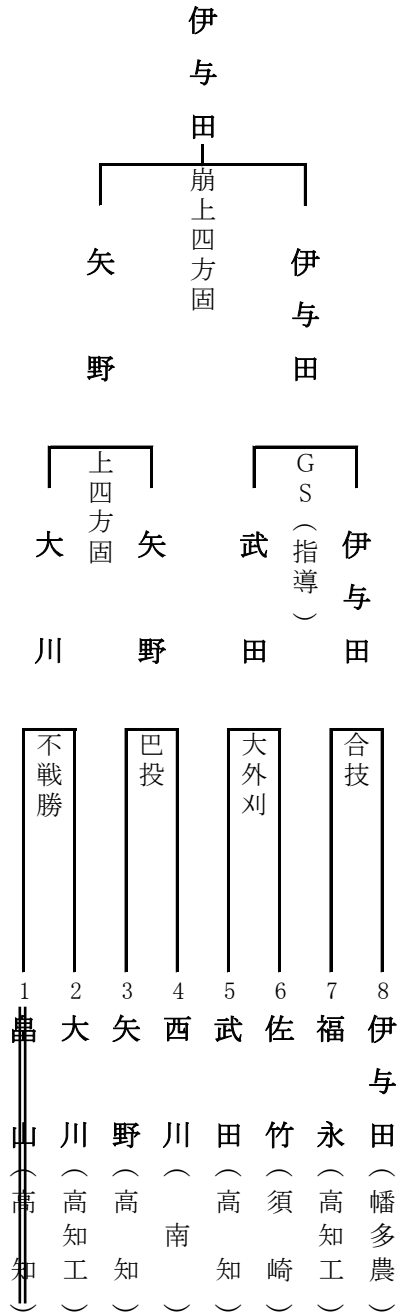 伊与田
崩上四方固
矢野
伊与田
上四方固
GS(指導)
大川
矢野
武田
伊与田
不戦勝
巴投
大外刈
合技
1 畠山(高知)
2 大川(高知工)
3 矢野(高知)
4 西川(南)
5 武田(高知)
6 佐竹(須崎)
7 福永(高知工)
8 伊与田(幡多農)